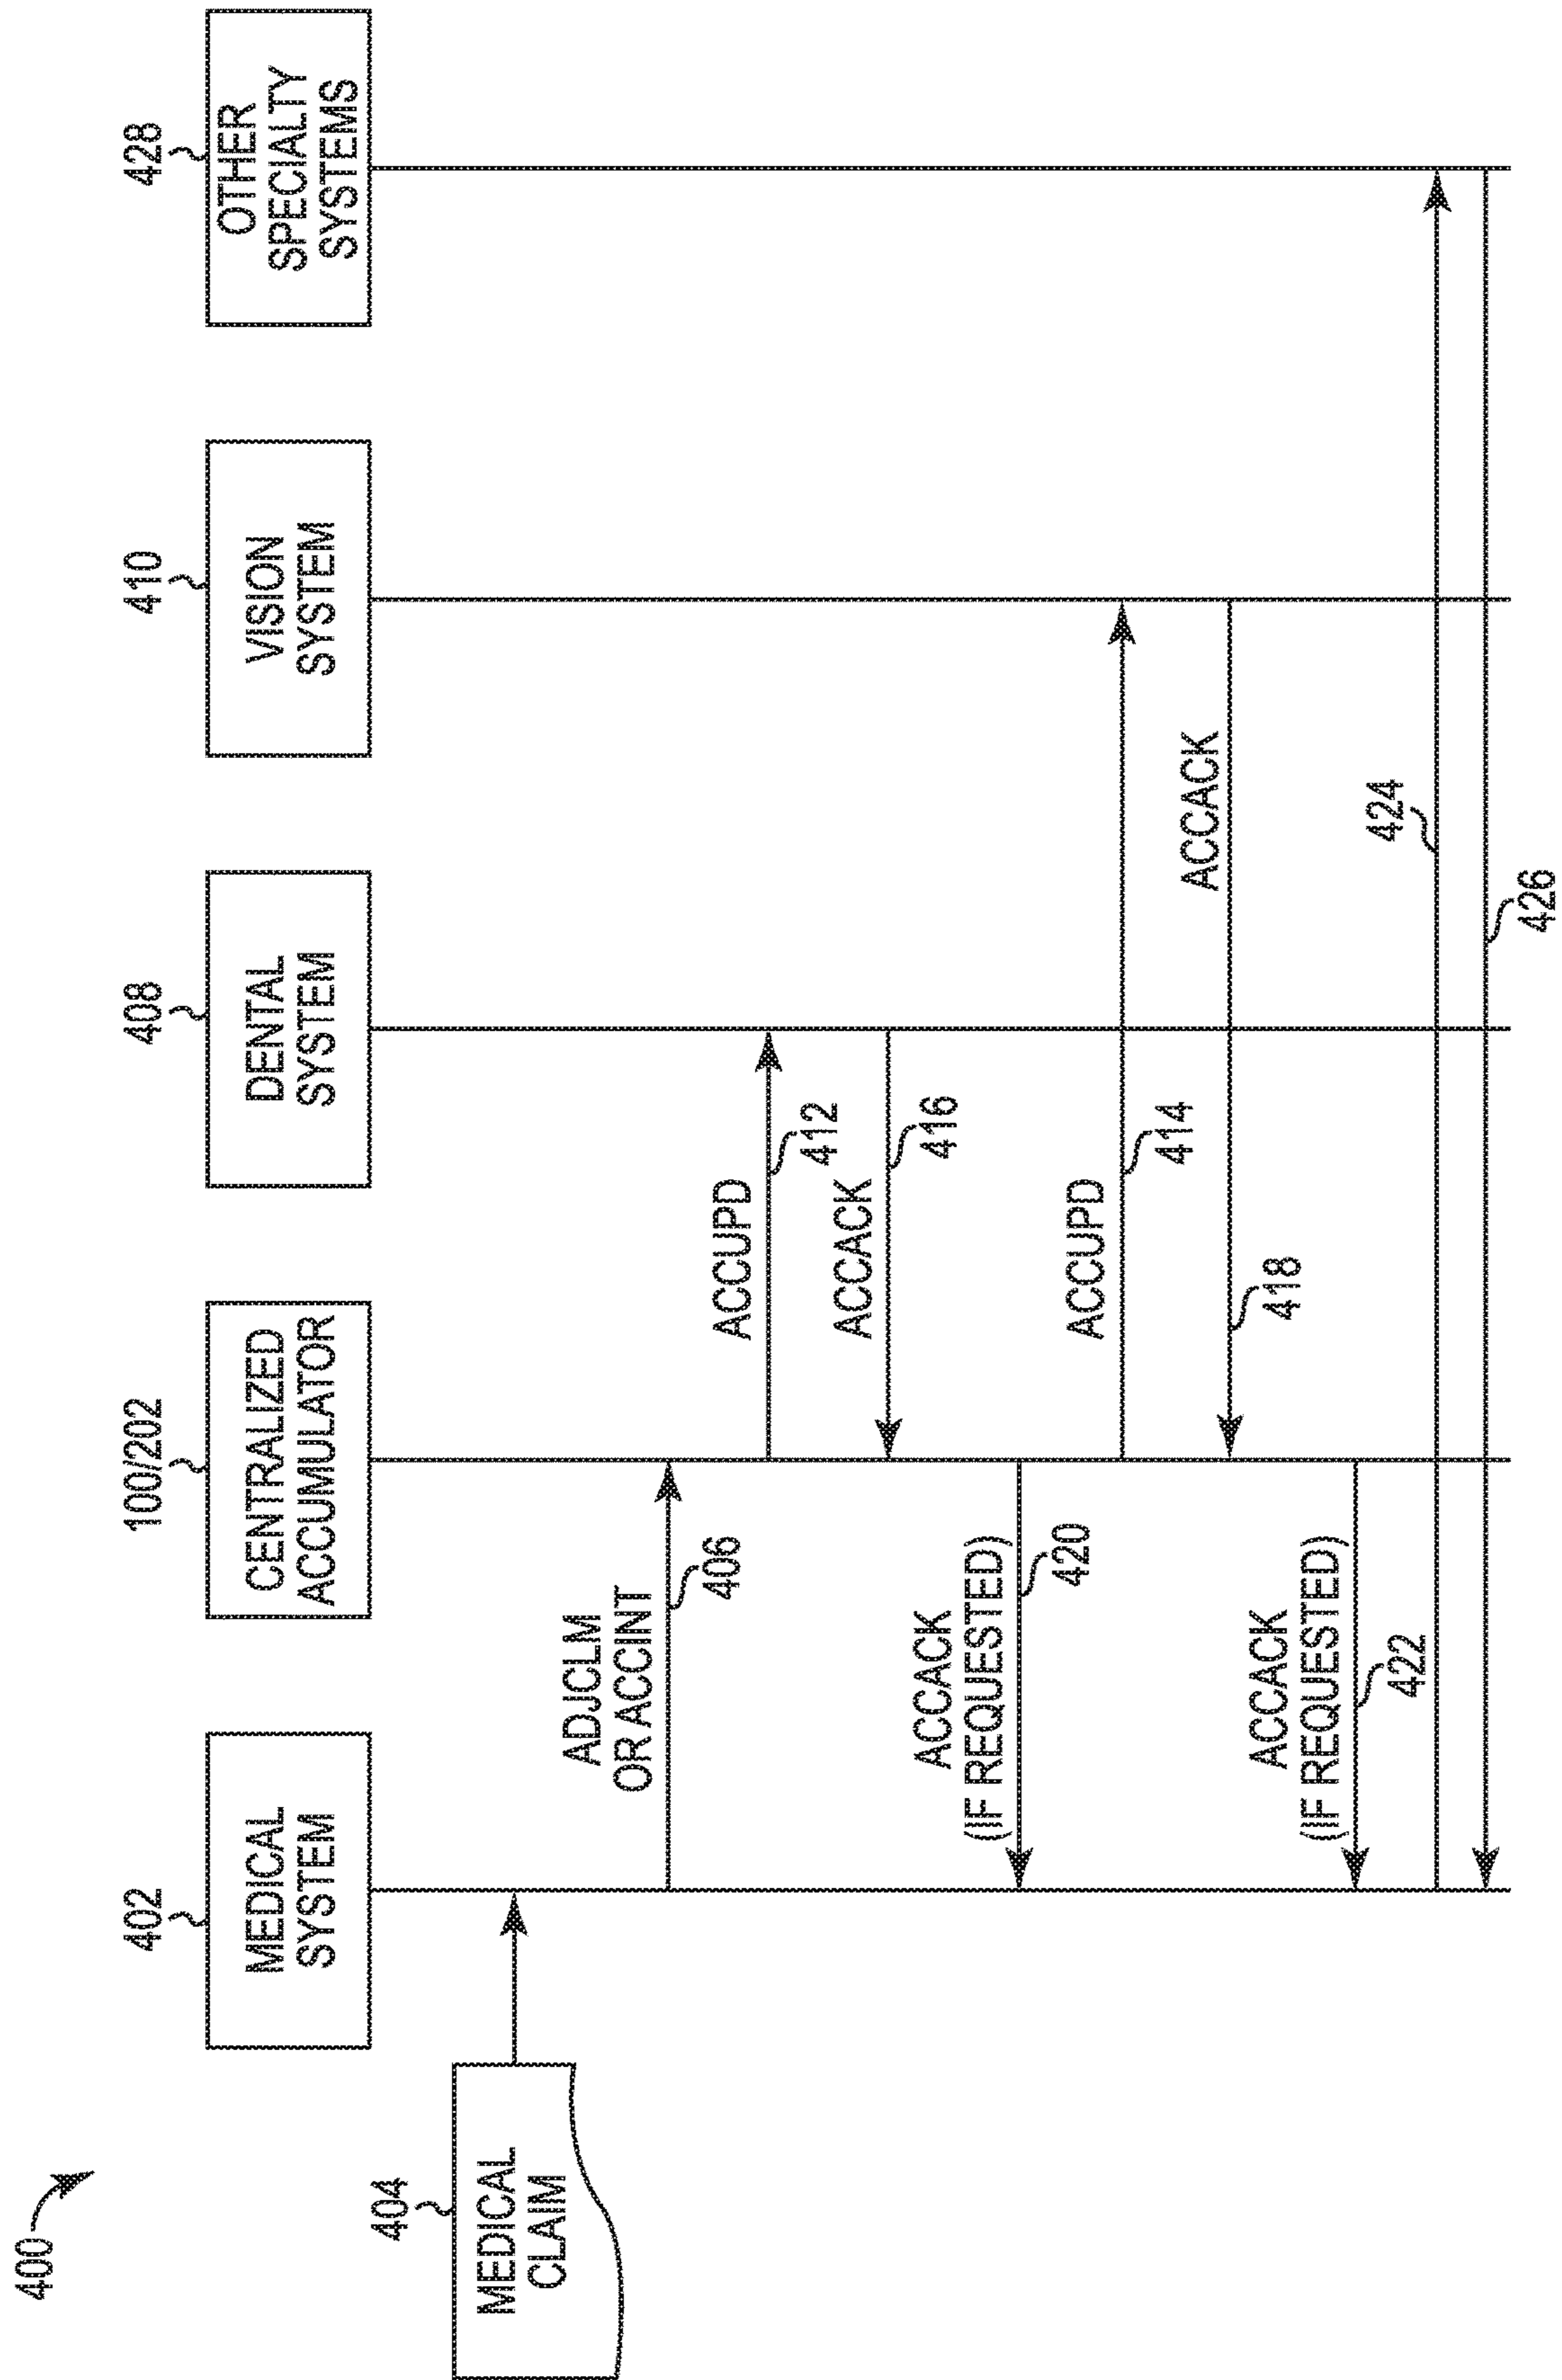 400
402
MEDICAL
SYSTEM
100/202
CENTRALIZED
ACCUMULATOR
408
DENTAL
SYSTEM
410
VISION
SYSTEM
428
OTHER
SPECIALTY
SYSTEMS
404
MEDICAL
CLAIM
ADJCLM
OR ACCINT
406
ACCUPD
412
ACCACK
416
ACCACK
(IF REQUESTED)
420
ACCUPD
414
ACCACK
418
ACCACK
(IF REQUESTED)
422
424
426